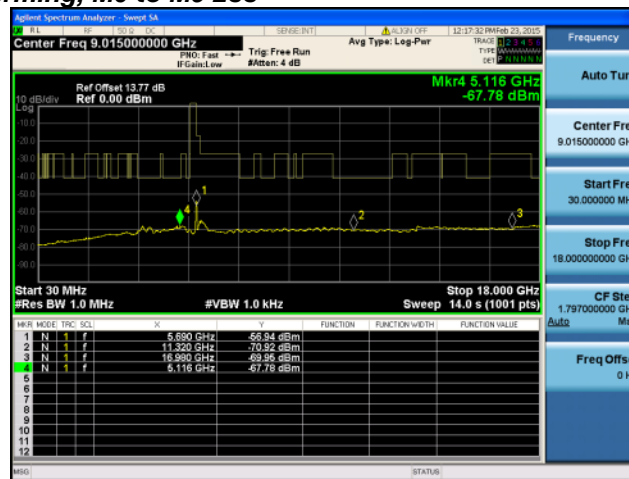 rming, M0 to M9 2ss
Agilent Spectrum Analyzer - Swept SA
RL RF 50 Ω DC SENSE:INT ALIGN OFF 12:17:32 PM Feb 23, 2015
Center Freq 9.015000000 GHz
PNO: Fast
IFGain:Low
Trig: Free Run
#Atten: 4 dB
Avg Type: Log-Pwr
TRACE 1 2 3 4 5 6
TYPE
DET P N N N N N
Ref Offset 13.77 dB
Ref 0.00 dBm
Mkr4 5.116 GHz
-67.78 dBm
10 dB/div
Log
-10.0
-20.0
-30.0
-40.0
-50.0
-60.0
-70.0
-80.0
-90.0
1
4
2
3
Start 30 MHz
Stop 18.000 GHz
#Res BW 1.0 MHz
#VBW 1.0 kHz
Sweep 14.0 s (1001 pts)
MKR MODE TRC SCL X Y FUNCTION FUNCTION WIDTH FUNCTION VALUE
1 N 1 f 5.690 GHz
2 N 1 f 11.320 GHz -70.92 dBm
3 N 1 f 16.980 GHz -69.95 dBm
4 N 1 f 5.116 GHz -67.78 dBm
5
6
7
8
9
10
11
12
MSG
STATUS
Frequency
Auto Tun
Center Fre
9.015000000 GH
Start Fre
30.000000 MH
Stop Fre
18.000000000 GH
CF Ste
1.797000000 GH
Auto Ma
Freq Offs
0 H